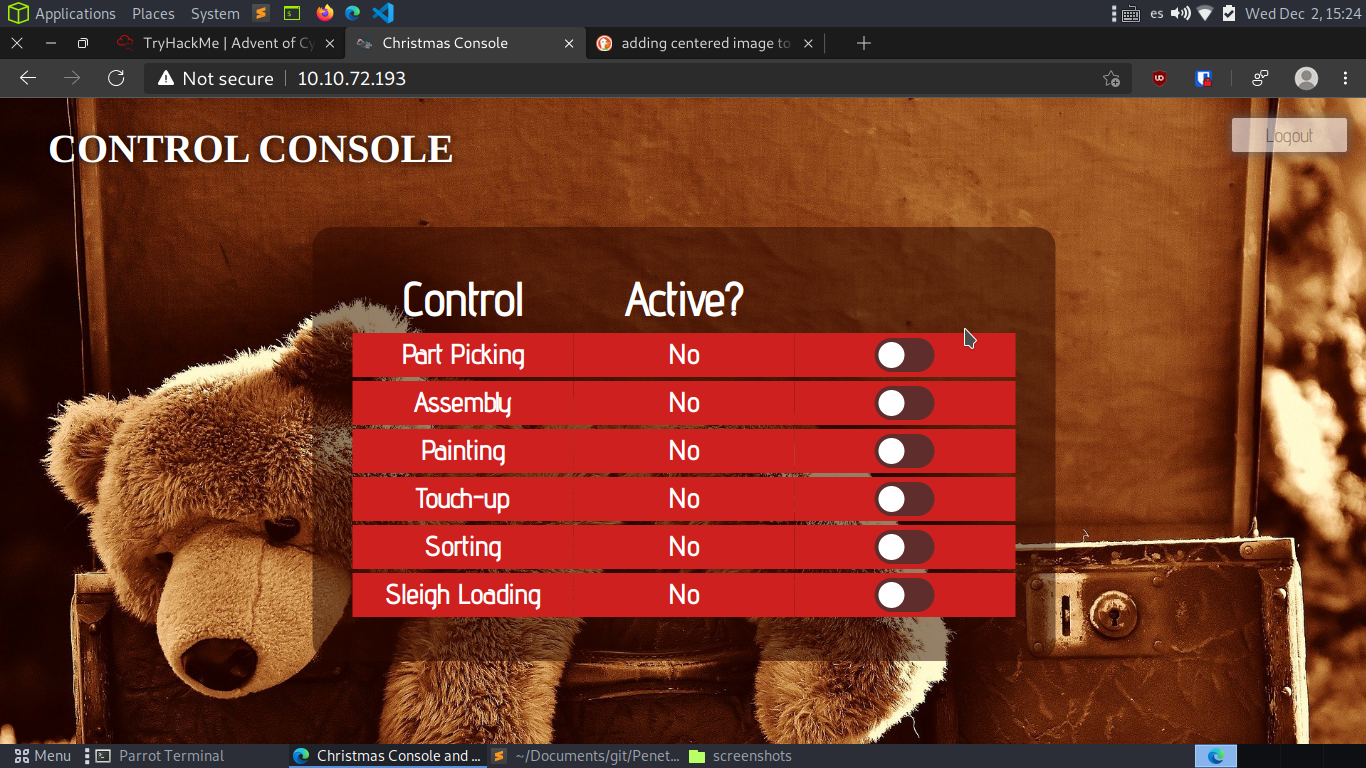 Applications Places System es Wed Dec 2, 15:24
TryHackMe | Advent of Cy Christmas Console adding centered image to
Not secure 10.10.72.193
CONTROL CONSOLE
Logout
Control Active?
Part Picking No
Assembly No
Painting No
Touch-up No
Sorting No
Sleigh Loading No
Menu Parrot Terminal Christmas Console and ... ~/Documents/git/Penet... screenshots